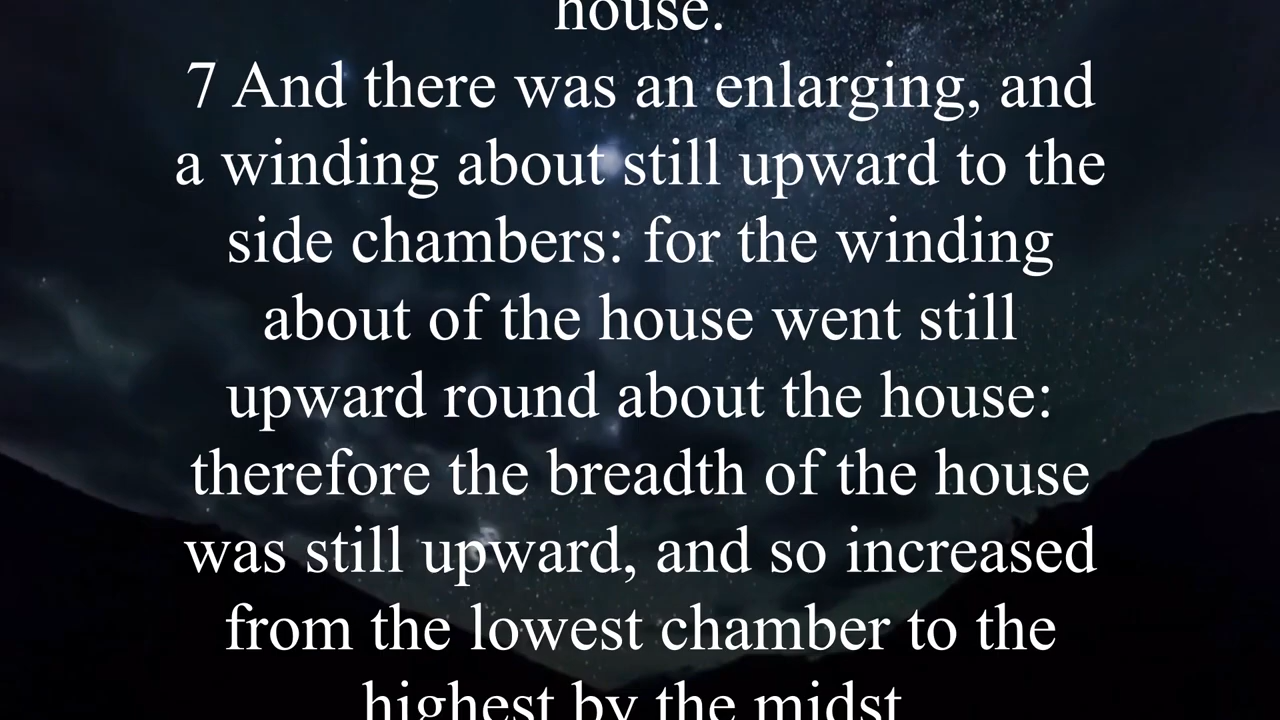 house.
7 And there was an enlarging, and
a winding about still upward to the
side chambers: for the winding
about of the house went still
upward round about the house:
therefore the breadth of the house
was still upward, and so increased
from the lowest chamber to the
highest by the midst